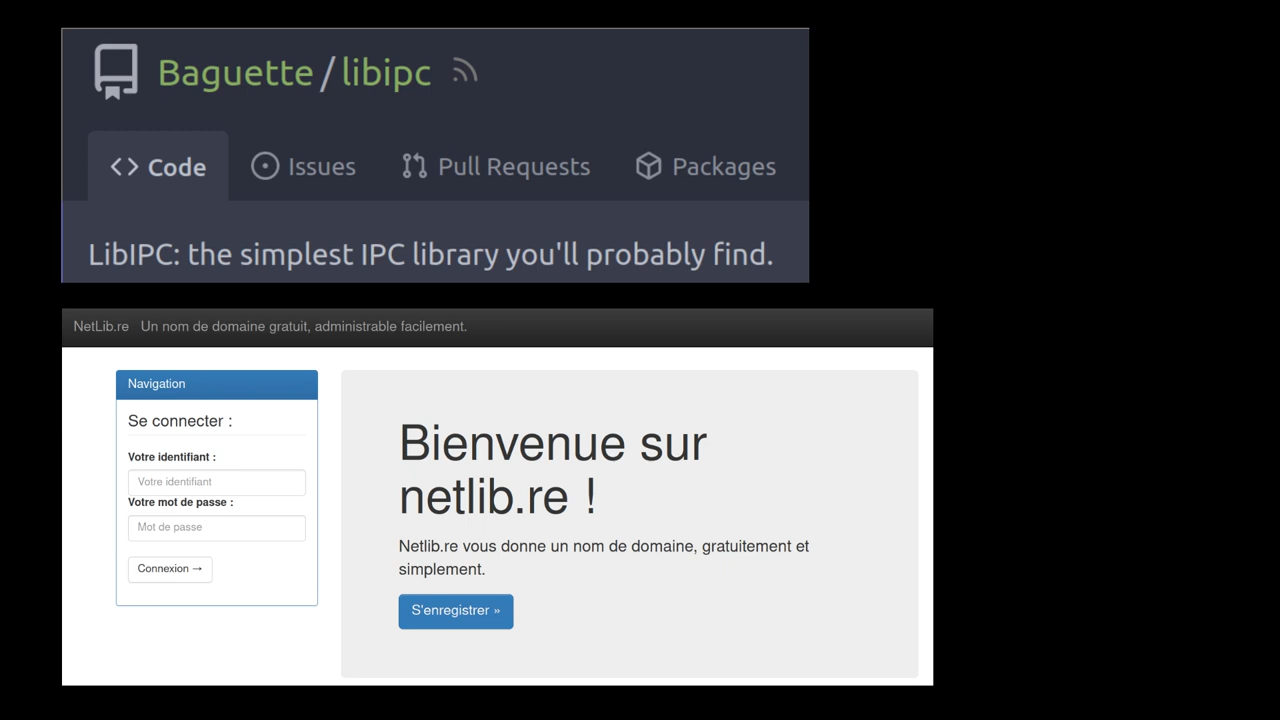 Baguette/libipc
Code Issues Pull Requests Packages
LibIPC: the simplest IPC library you'll probably find.
NetLib.re Un nom de domaine gratuit, administrable facilement.
Navigation
Se connecter :
Votre identifiant :
Votre identifiant
Votre mot de passe :
Mot de passe
Connexion →
Bienvenue sur
netlib.re !
Netlib.re vous donne un nom de domaine, gratuitement et
simplement.
S'enregistrer »